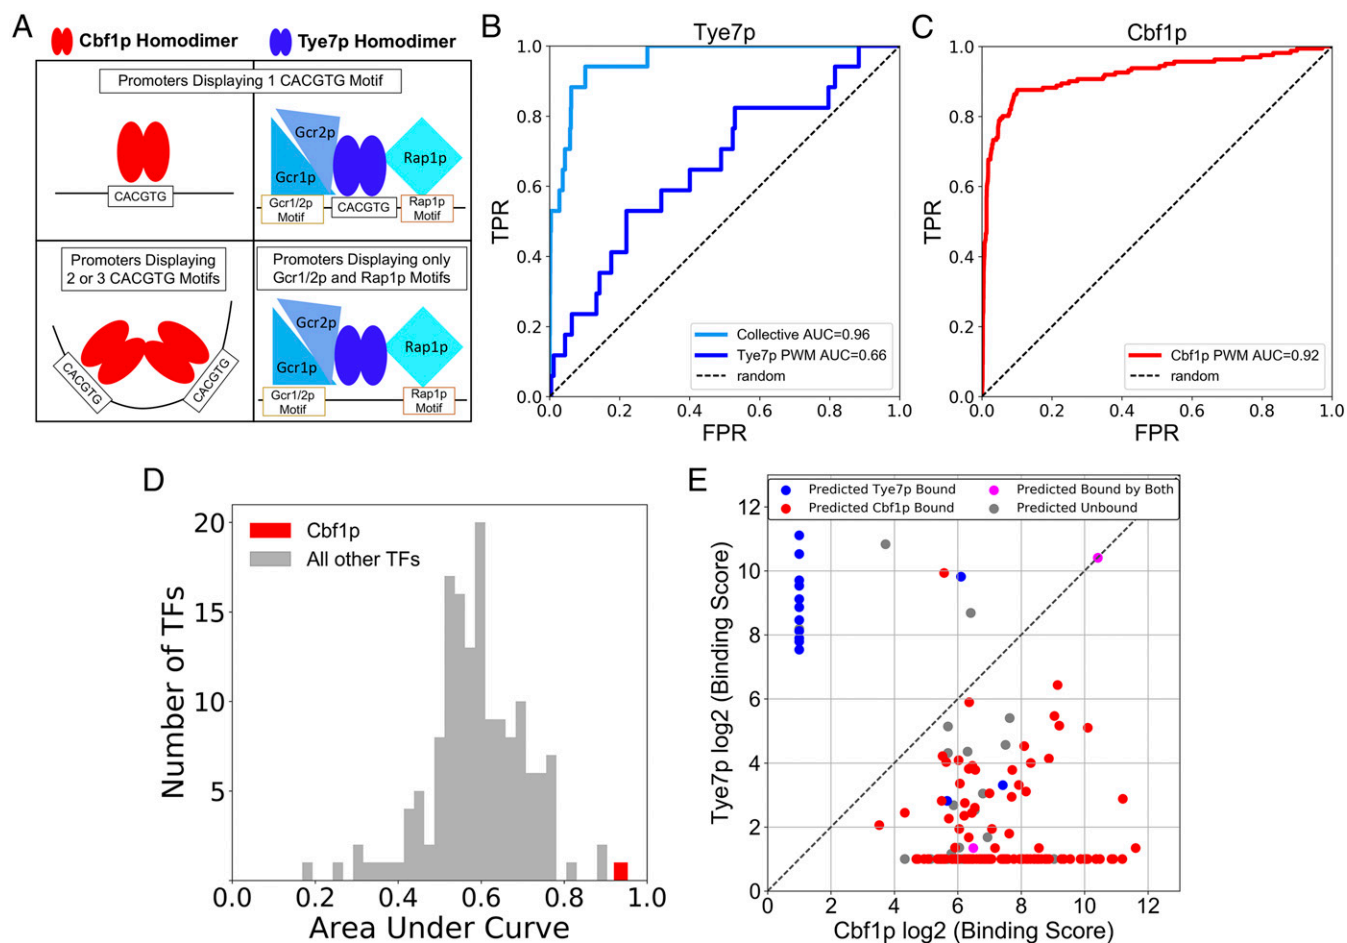 A
Cbf1p Homodimer
Tye7p Homodimer
Promoters Displaying 1 CACGTG Motif
CACGTG
Gcr2p
Gcr1p
Rap1p
Gcr1/2p
Motif
CACGTG
Rap1p
Motif
Promoters Displaying
2 or 3 CACGTG Motifs
CACGTG
CACGTG
Promoters Displaying only
Gcr1/2p and Rap1p Motifs
Gcr2p
Gcr1p
Rap1p
Gcr1/2p
Motif
Rap1p
Motif
B
Tye7p
1.0
0.8
0.6
0.4
0.2
0.0
TPR
0.0 0.2 0.4 0.6 0.8 1.0
FPR
Collective AUC=0.96
Tye7p PWM AUC=0.66
random
C
Cbf1p
1.0
0.8
0.6
0.4
0.2
0.0
TPR
0.0 0.2 0.4 0.6 0.8 1.0
FPR
Cbf1p PWM AUC=0.92
random
D
Cbf1p
All other TFs
20
15
10
5
Number of TFs
0.0 0.2 0.4 0.6 0.8 1.0
Area Under Curve
E
Predicted Tye7p Bound
Predicted Cbf1p Bound
Predicted Bound by Both
Predicted Unbound
12
10
8
6
4
2
0
Tye7p log2 (Binding Score)
0 2 4 6 8 10 12
Cbf1p log2 (Binding Score)